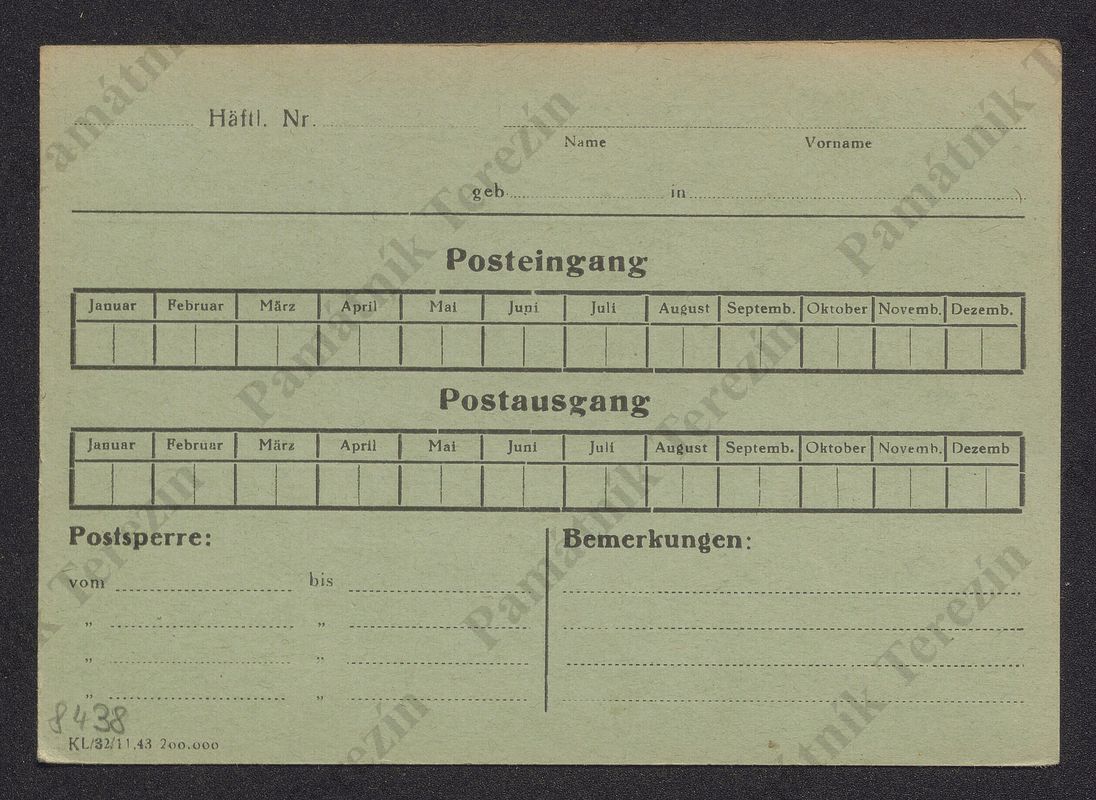 Häftl. Nr.
Name Vorname
geb. in
Posteingang
Januar Februar März April Mai Juni Juli August Septemb. Oktober Novemb. Dezemb.
Postausgang
Januar Februar März April Mai Juni Juli August Septemb. Oktober Novemb. Dezemb
Postsperre: Bemerkungen:
vom bis
„ „
„ „
„ „
8438
KL/32/11.43 200.000
Památník Terezín